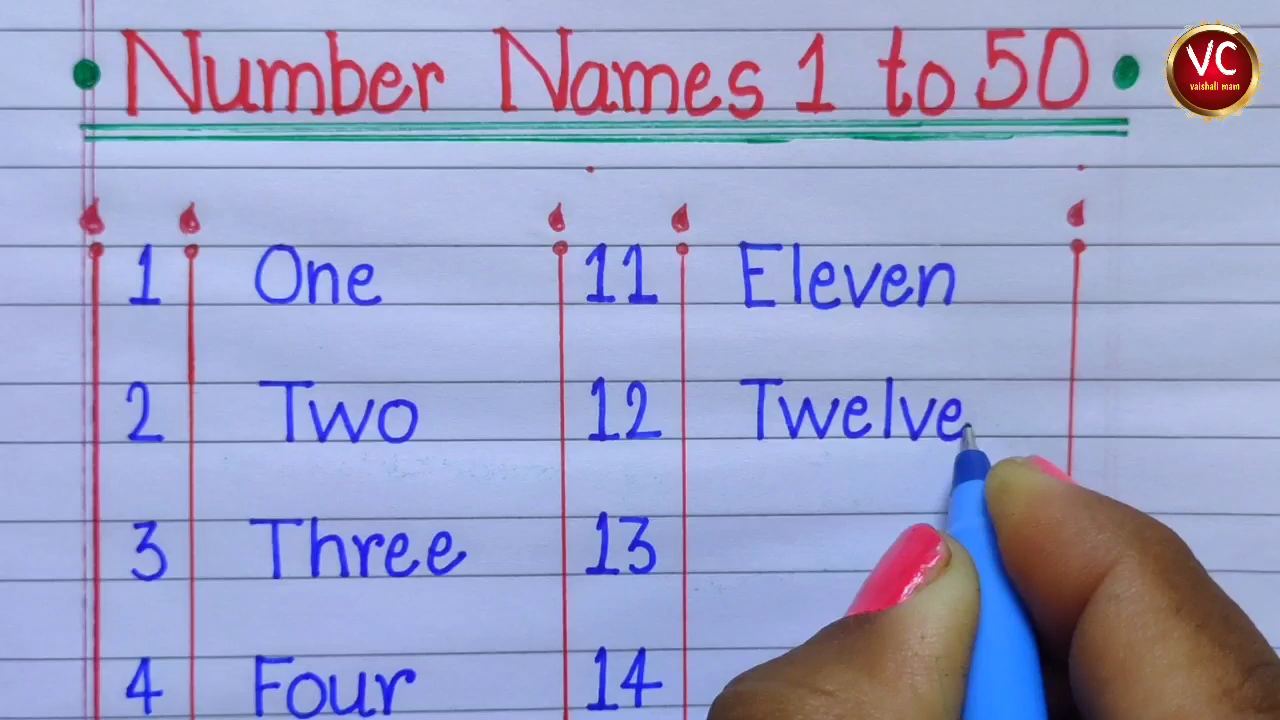 Number Names 1 to 50
VC
vaishali mam
1 One 11 Eleven
2 Two 12 Twelve
3 Three 13
4 Four 14